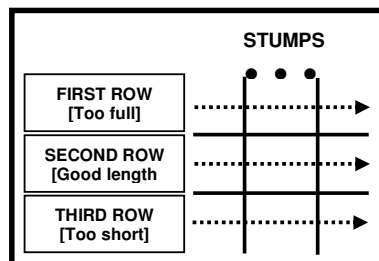 STUMPS
FIRST ROW
[Too full]
SECOND ROW
[Good length
THIRD ROW
[Too short]